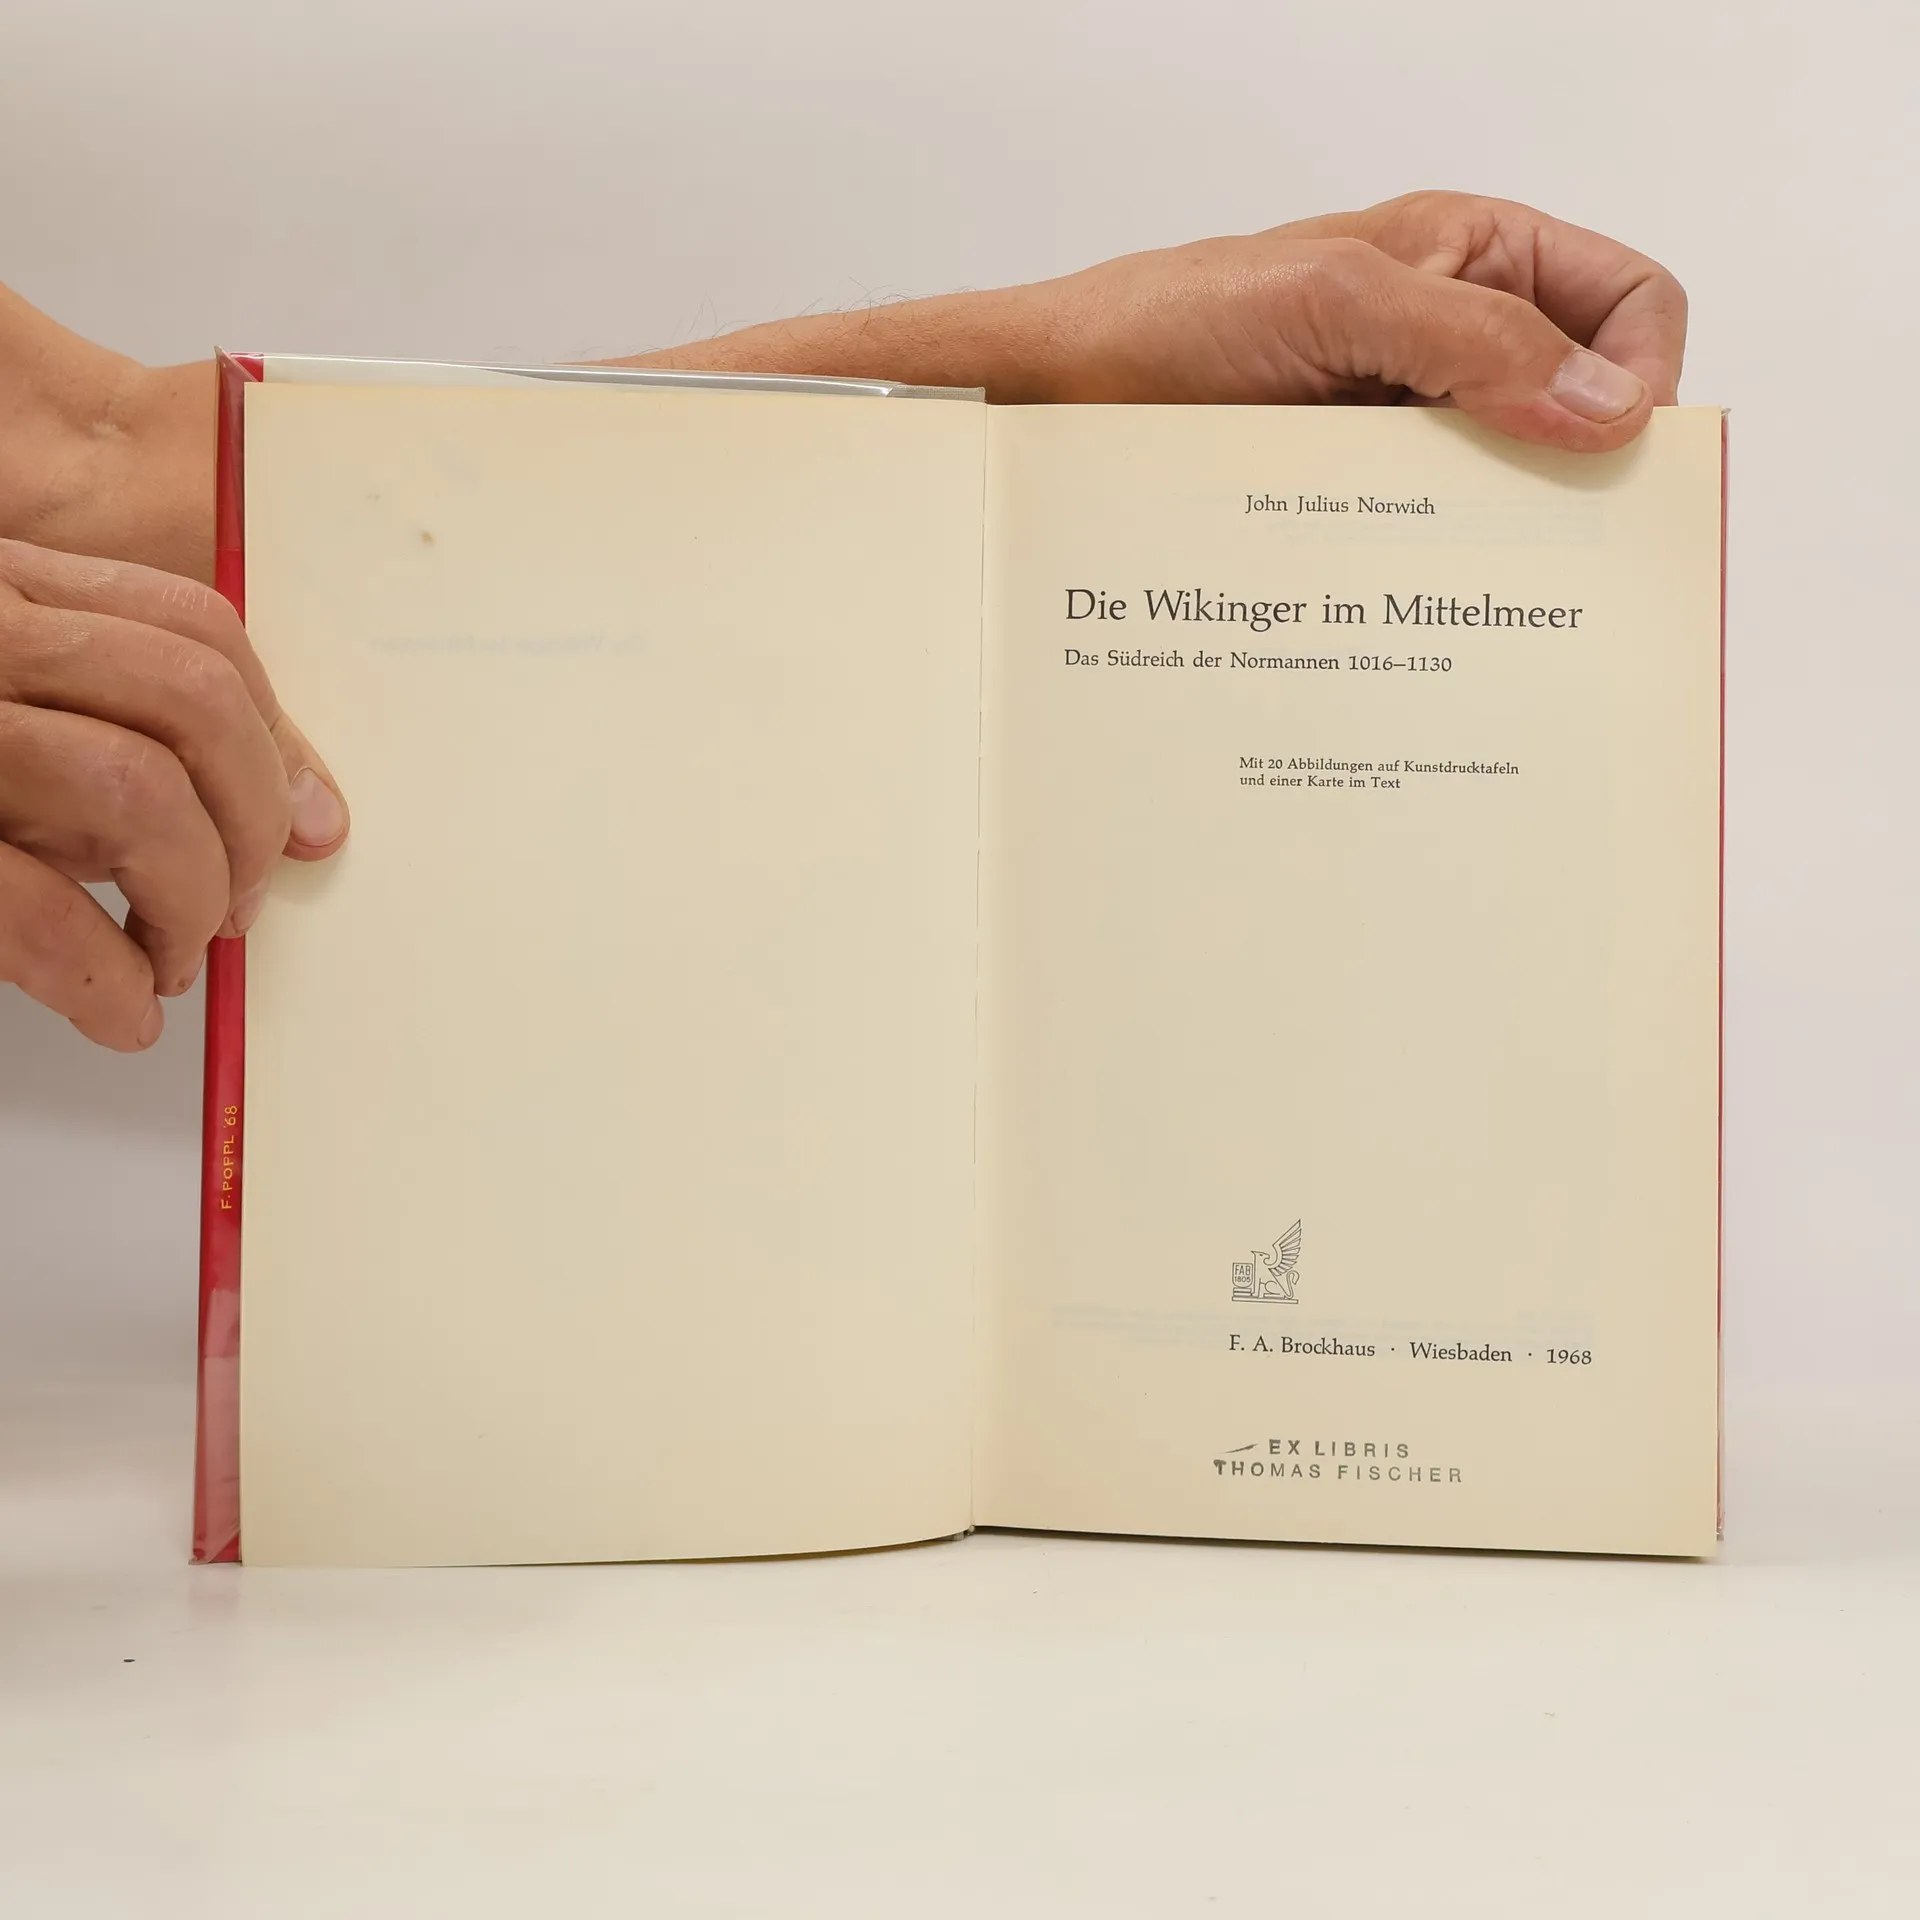 F. POPPL '68
John Julius Norwich
Die Wikinger im Mittelmeer
Das Südreich der Normannen 1016–1130
Mit 20 Abbildungen auf Kunstdrucktafeln
und einer Karte im Text
FAB
1805
F. A. Brockhaus · Wiesbaden · 1968
EX LIBRIS
THOMAS FISCHER